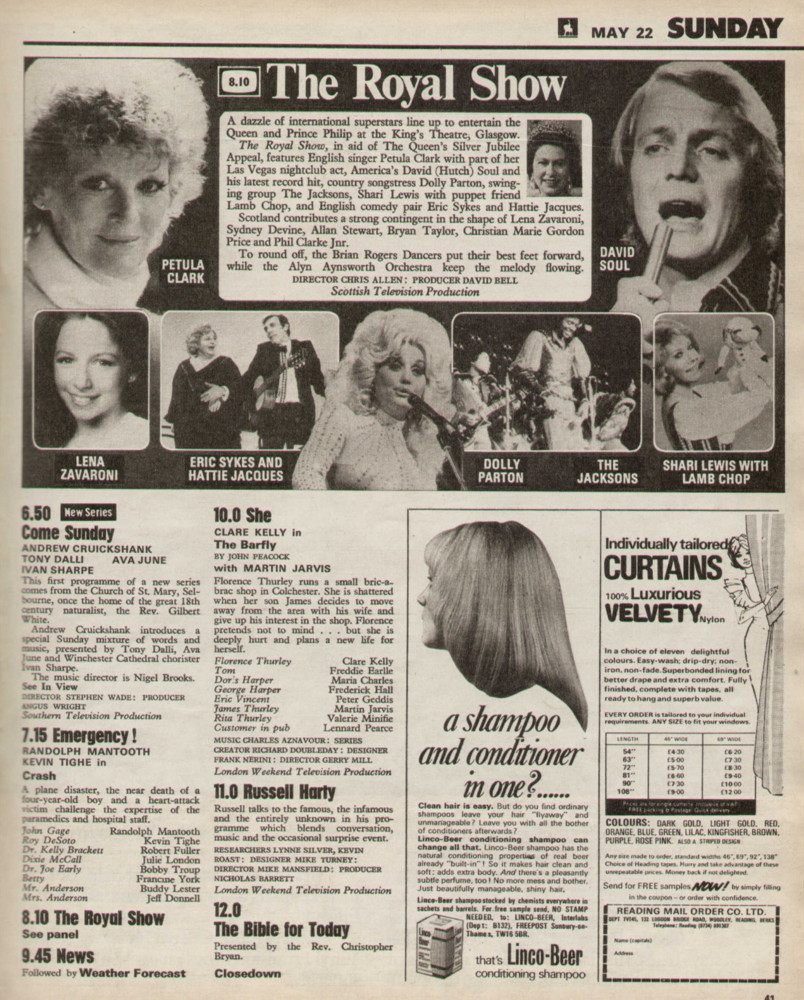 MAY 22 SUNDAY
8.10 The Royal Show
A dazzle of international superstars line up to entertain the
Queen and Prince Philip at the King's Theatre, Glasgow.
The Royal Show, in aid of The Queen's Silver Jubilee
Appeal, features English singer Petula Clark with part of her
Las Vegas nightclub act, America's David (Hutch) Soul and
his latest record hit, country songstress Dolly Parton, swing-
ing group The Jacksons, Shari Lewis with puppet friend
Lamb Chop, and English comedy pair Eric Sykes and Hattie Jacques.
Scotland contributes a strong contingent in the shape of Lena Zavaroni,
Sydney Devine, Allan Stewart, Bryan Taylor, Christian Marie Gordon
Price and Phil Clarke Jnr.
To round off, the Brian Rogers Dancers put their best feet forward,
while the Alyn Aynsworth Orchestra keep the melody flowing.
DIRECTOR CHRIS ALLEN: PRODUCER DAVID BELL
Scottish Television Production
PETULA
CLARK
DAVID
SOUL
LENA
ZAVARONI
ERIC SYKES AND
HATTIE JACQUES
DOLLY
PARTON
THE
JACKSONS
SHARI LEWIS WITH
LAMB CHOP
6.50 New Series
Come Sunday
ANDREW CRUICKSHANK
TONY DALLI AVA JUNE
IVAN SHARPE
This first programme of a new series
comes from the Church of St. Mary, Sel-
bourne, once the home of the great 18th
century naturalist, the Rev. Gilbert
White.
Andrew Cruickshank introduces a
special Sunday mixture of words and
music, presented by Tony Dalli, Ava
June and Winchester Cathedral chorister
Ivan Sharpe.
The music director is Nigel Brooks.
See In View
DIRECTOR STEPHEN WADE: PRODUCER
ANGUS WRIGHT
Southern Television Production
7.15 Emergency!
RANDOLPH MANTOOTH
KEVIN TIGHE in
Crash
A plane disaster, the near death of a
four-year-old boy and a heart-attack
victim challenge the expertise of the
paramedics and hospital staff.
John Gage Randolph Mantooth
Roy DeSoto Kevin Tighe
Dr. Kelly Brackett Robert Fuller
Dixie McCall Julie London
Dr. Joe Early Bobby Troup
Betty Francune York
Mr. Anderson Buddy Lester
Mrs. Anderson Jeff Donnell
8.10 The Royal Show
See panel
9.45 News
Followed by Weather Forecast
10.0 She
CLARE KELLY in
The Barfly
BY JOHN PEACOCK
with MARTIN JARVIS
Florence Thurley runs a small bric-a-
brac shop in Colchester. She is shattered
when her son James decides to move
away from the area with his wife and
give up his interest in the shop. Florence
pretends not to mind . . . but she is
deeply hurt and plans a new life for
herself.
Florence Thurley Clare Kelly
Tom Freddie Earlle
Dor's Harper Maria Charles
George Harper Frederick Hall
Eric Vincent Peter Geddis
James Thurley Martin Jarvis
Rita Thurley Valerie Minifie
Customer in pub Lennard Pearce
MUSIC CHARLES AZNAVOUR: SERIES
CREATOR RICHARD DOUBLEDAY: DESIGNER
FRANK NERINI: DIRECTOR GERRY MILL
London Weekend Television Production
11.0 Russell Harty
Russell talks to the famous, the infamous
and the entirely unknown in his pro-
gramme which blends conversation,
music and the occasional surprise event.
RESEARCHERS LYNNE SILVER, KEVIN
ROAST: DESIGNER MIKE TURNEY:
DIRECTOR MIKE MANSFIELD: PRODUCER
NICHOLAS BARRETT
London Weekend Television Production
12.0
The Bible for Today
Presented by the Rev. Christopher
Bryan.
Closedown
a shampoo
and conditioner
in one?......
Clean hair is easy. But do you find ordinary
shampoos leave your hair "flyaway" and
unmanageable? Leave you with all the bother
of conditioners afterwards?
Linco-Beer conditioning shampoo can
change all that. Linco-Beer shampoo has the
natural conditioning properties of real beer
already "built-in"! So it makes hair clean and
soft: adds extra body. And there's a pleasantly
subtle perfume, too! No more mess and bother.
Just beautifully manageable, shiny hair.
Linco-Beer shampoo stocked by chemists everywhere in
sachets and barrels. For free sample send, NO STAMP
NEEDED, to: LINCO-BEER, Interlabs
(Dept: B132), FREEPOST Sunbury-on-
Thames, TW16 5BR.
that's Linco-Beer
conditioning shampoo
Individually tailored
CURTAINS
100% Luxurious
VELVETY Nylon
In a choice of eleven delightful
colours. Easy-wash; drip-dry; non-
iron, non-fade. Superbonded lining for
better drape and extra comfort. Fully
finished, complete with tapes, all
ready to hang and superb value.
EVERY ORDER is tailored to your individual
requirements. ANY SIZE to fit your windows.
LENGTH 46" WIDE 69" WIDE
54" £4·30 £6·20
63" £5·00 £7·30
72" £5·70 £8·30
81" £6·60 £9·40
90" £7·30 £10·00
108" £9·00 £12·00
COLOURS: DARK GOLD, LIGHT GOLD, RED,
ORANGE, BLUE, GREEN, LILAC, KINGFISHER, BROWN,
PURPLE, ROSE PINK. ALSO A STRIPED DESIGN
Any size made to order, standard widths 46", 69", 92", 138"
Choice of Heading tapes. Hurry and take advantage of these
unrepeatable prices. Money back if not delighted.
Send for FREE samples NOW! by simply filling
in the coupon – or order with confidence.
READING MAIL ORDER CO. LTD.
Name (capitals)
Address
41